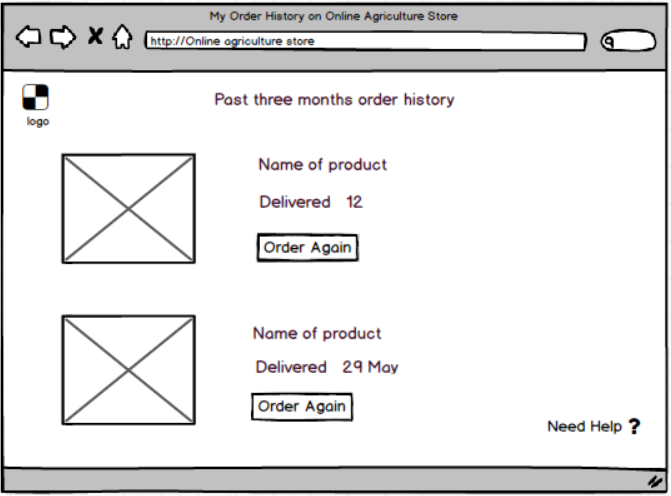 My Order History on Online Agriculture Store
http://Online agriculture store
logo
Past three months order history
Name of product
Delivered 12
Order Again
Name of product
Delivered 29 May
Order Again
Need Help ?